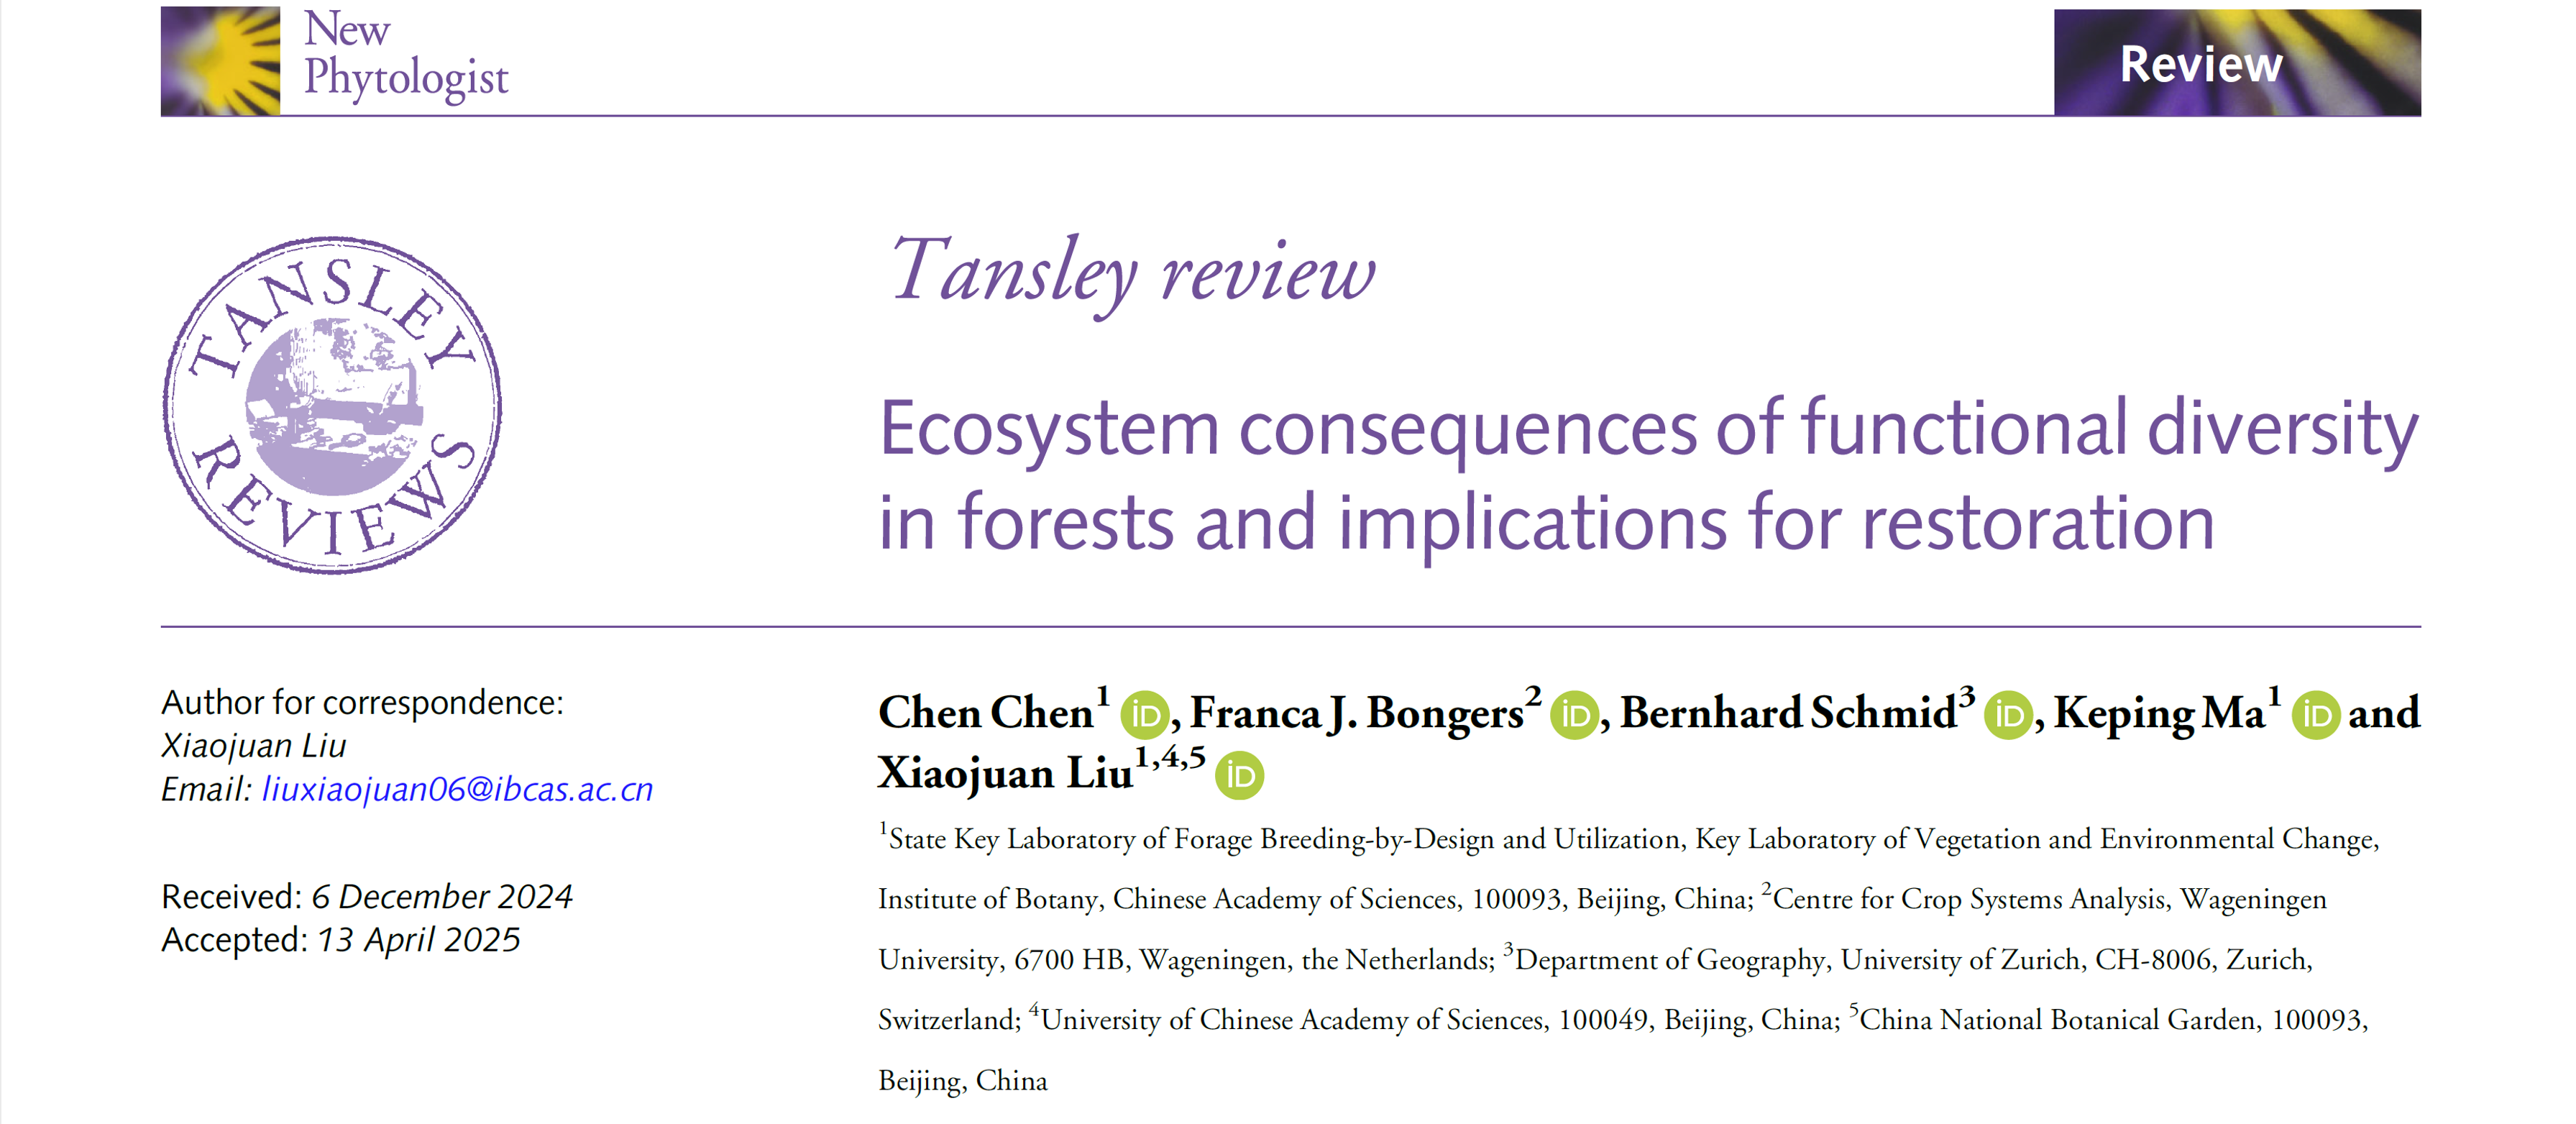 New
Phytologist
Review
TANSLEY
REVIEWS
Tansley review
Ecosystem consequences of functional diversity
in forests and implications for restoration
Author for correspondence:
Xiaojuan Liu
Email: liuxiaojuan06@ibcas.ac.cn
Received: 6 December 2024
Accepted: 13 April 2025
Chen Chen1 iD, Franca J. Bongers2 iD, Bernhard Schmid3 iD, Keping Ma1 iD and
Xiaojuan Liu1,4,5 iD
1State Key Laboratory of Forage Breeding-by-Design and Utilization, Key Laboratory of Vegetation and Environmental Change,
Institute of Botany, Chinese Academy of Sciences, 100093, Beijing, China; 2Centre for Crop Systems Analysis, Wageningen
University, 6700 HB, Wageningen, the Netherlands; 3Department of Geography, University of Zurich, CH-8006, Zurich,
Switzerland; 4University of Chinese Academy of Sciences, 100049, Beijing, China; 5China National Botanical Garden, 100093,
Beijing, China